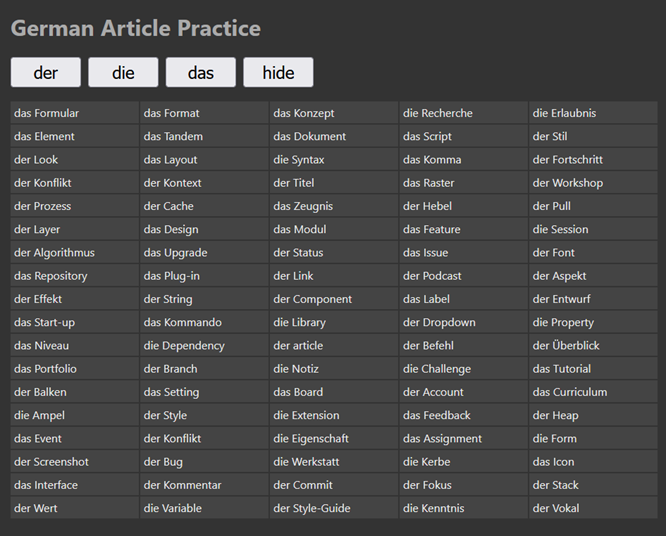 German Article Practice
der die das hide
das Formular das Format das Konzept die Recherche die Erlaubnis
das Element das Tandem das Dokument das Script der Stil
der Look das Layout die Syntax das Komma der Fortschritt
der Konflikt der Kontext der Titel das Raster der Workshop
der Prozess der Cache das Zeugnis der Hebel der Pull
der Layer das Design das Modul das Feature die Session
der Algorithmus das Upgrade der Status das Issue der Font
das Repository das Plug-in der Link der Podcast der Aspekt
der Effekt der String der Component das Label der Entwurf
das Start-up das Kommando die Library der Dropdown die Property
das Niveau die Dependency der article der Befehl der Überblick
das Portfolio der Branch die Notiz die Challenge das Tutorial
der Balken das Setting das Board der Account das Curriculum
die Ampel der Style die Extension das Feedback der Heap
das Event der Konflikt die Eigenschaft das Assignment die Form
der Screenshot der Bug die Werkstatt die Kerbe das Icon
das Interface der Kommentar der Commit der Fokus der Stack
der Wert die Variable der Style-Guide die Kenntnis der Vokal